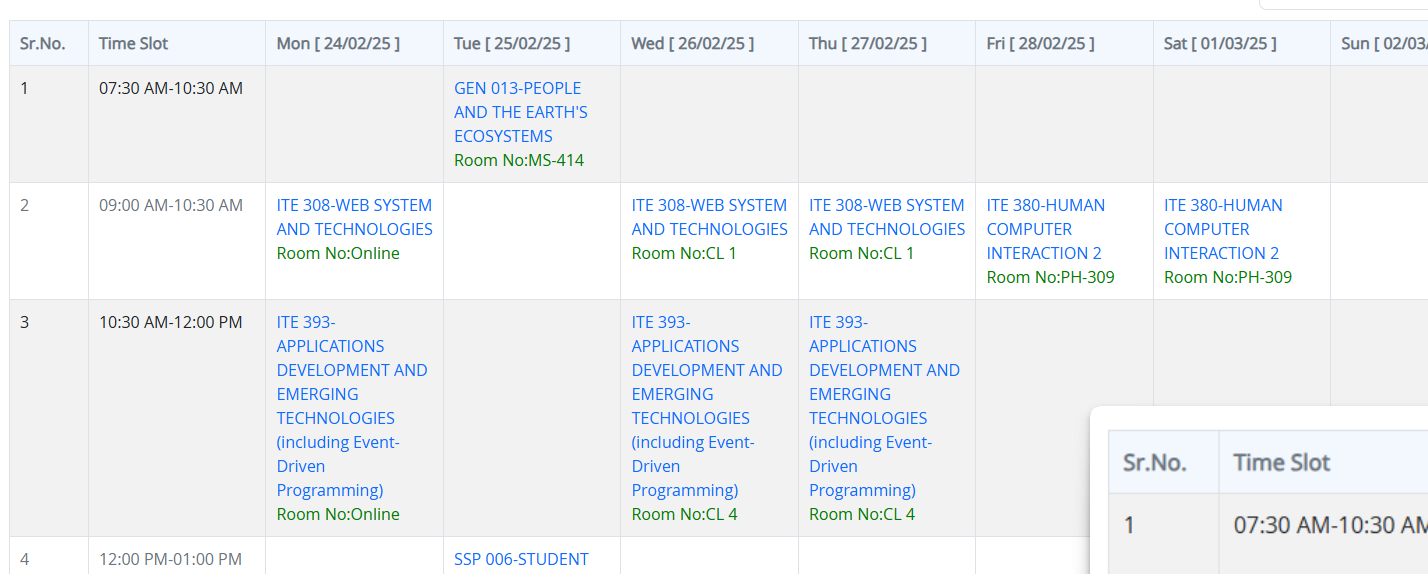 Sr.No. Time Slot Mon [ 24/02/25 ] Tue [ 25/02/25 ] Wed [ 26/02/25 ] Thu [ 27/02/25 ] Fri [ 28/02/25 ] Sat [ 01/03/25 ] Sun [ 02/03/
1 07:30 AM-10:30 AM
GEN 013-PEOPLE
AND THE EARTH'S
ECOSYSTEMS
Room No:MS-414
2 09:00 AM-10:30 AM
ITE 308-WEB SYSTEM
AND TECHNOLOGIES
Room No:Online
ITE 308-WEB SYSTEM
AND TECHNOLOGIES
Room No:CL 1
ITE 308-WEB SYSTEM
AND TECHNOLOGIES
Room No:CL 1
ITE 380-HUMAN
COMPUTER
INTERACTION 2
Room No:PH-309
ITE 380-HUMAN
COMPUTER
INTERACTION 2
Room No:PH-309
3 10:30 AM-12:00 PM
ITE 393-
APPLICATIONS
DEVELOPMENT AND
EMERGING
TECHNOLOGIES
(including Event-
Driven
Programming)
Room No:Online
ITE 393-
APPLICATIONS
DEVELOPMENT AND
EMERGING
TECHNOLOGIES
(including Event-
Driven
Programming)
Room No:CL 4
ITE 393-
APPLICATIONS
DEVELOPMENT AND
EMERGING
TECHNOLOGIES
(including Event-
Driven
Programming)
Room No:CL 4
4 12:00 PM-01:00 PM
SSP 006-STUDENT
Sr.No. Time Slot
1 07:30 AM-10:30 AM